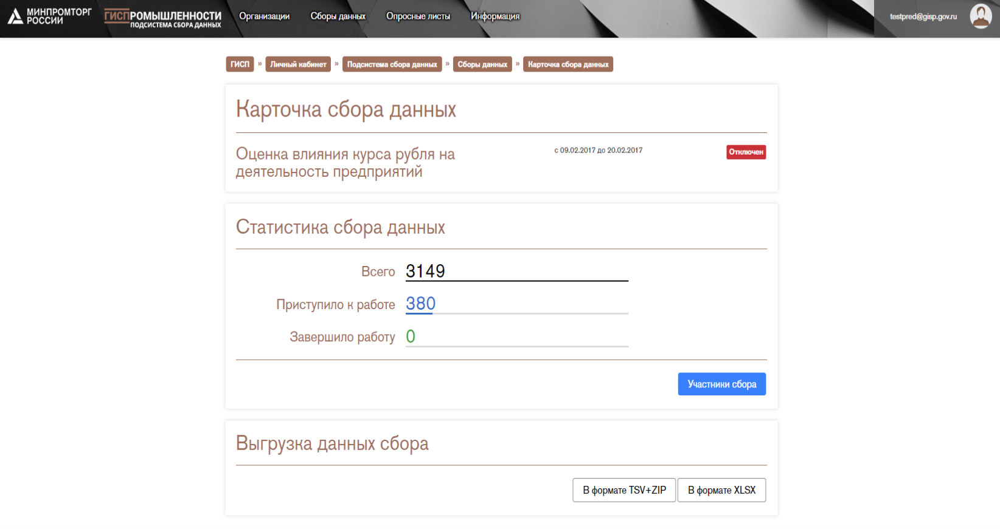 МИНПРОМТОРГ
РОССИИ
ГИСПРОМЫШЛЕННОСТИ
ПОДСИСТЕМА СБОРА ДАННЫХ
Организации
Сборы данных
Опросные листы
Информация
testpred@gisp.gov.ru
ГИСП » Личный кабинет » Подсистема сбора данных » Сборы данных » Карточка сбора данных
Карточка сбора данных
Оценка влияния курса рубля на
деятельность предприятий
с 09.02.2017 до 20.02.2017
Отключен
Статистика сбора данных
Всего 3149
Приступило к работе 380
Завершило работу 0
Участники сбора
Выгрузка данных сбора
В формате TSV+ZIP
В формате XLSX